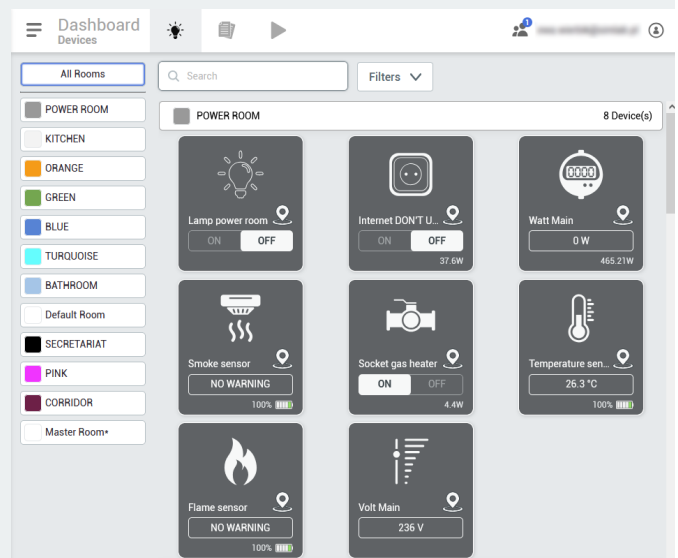 Dashboard
Devices
1
All Rooms
Search
Filters
POWER ROOM
KITCHEN
ORANGE
GREEN
BLUE
TURQUOISE
BATHROOM
Default Room
SECRETARIAT
PINK
CORRIDOR
Master Room*
POWER ROOM
8 Device(s)
Lamp power room
ON OFF
Internet DON'T U...
ON OFF
37.6W
0000
Watt Main
0 W
465.21W
Smoke sensor
NO WARNING
100%
Socket gas heater
ON OFF
4.4W
Temperature sen...
26.3 °C
100%
Flame sensor
NO WARNING
100%
Volt Main
236 V